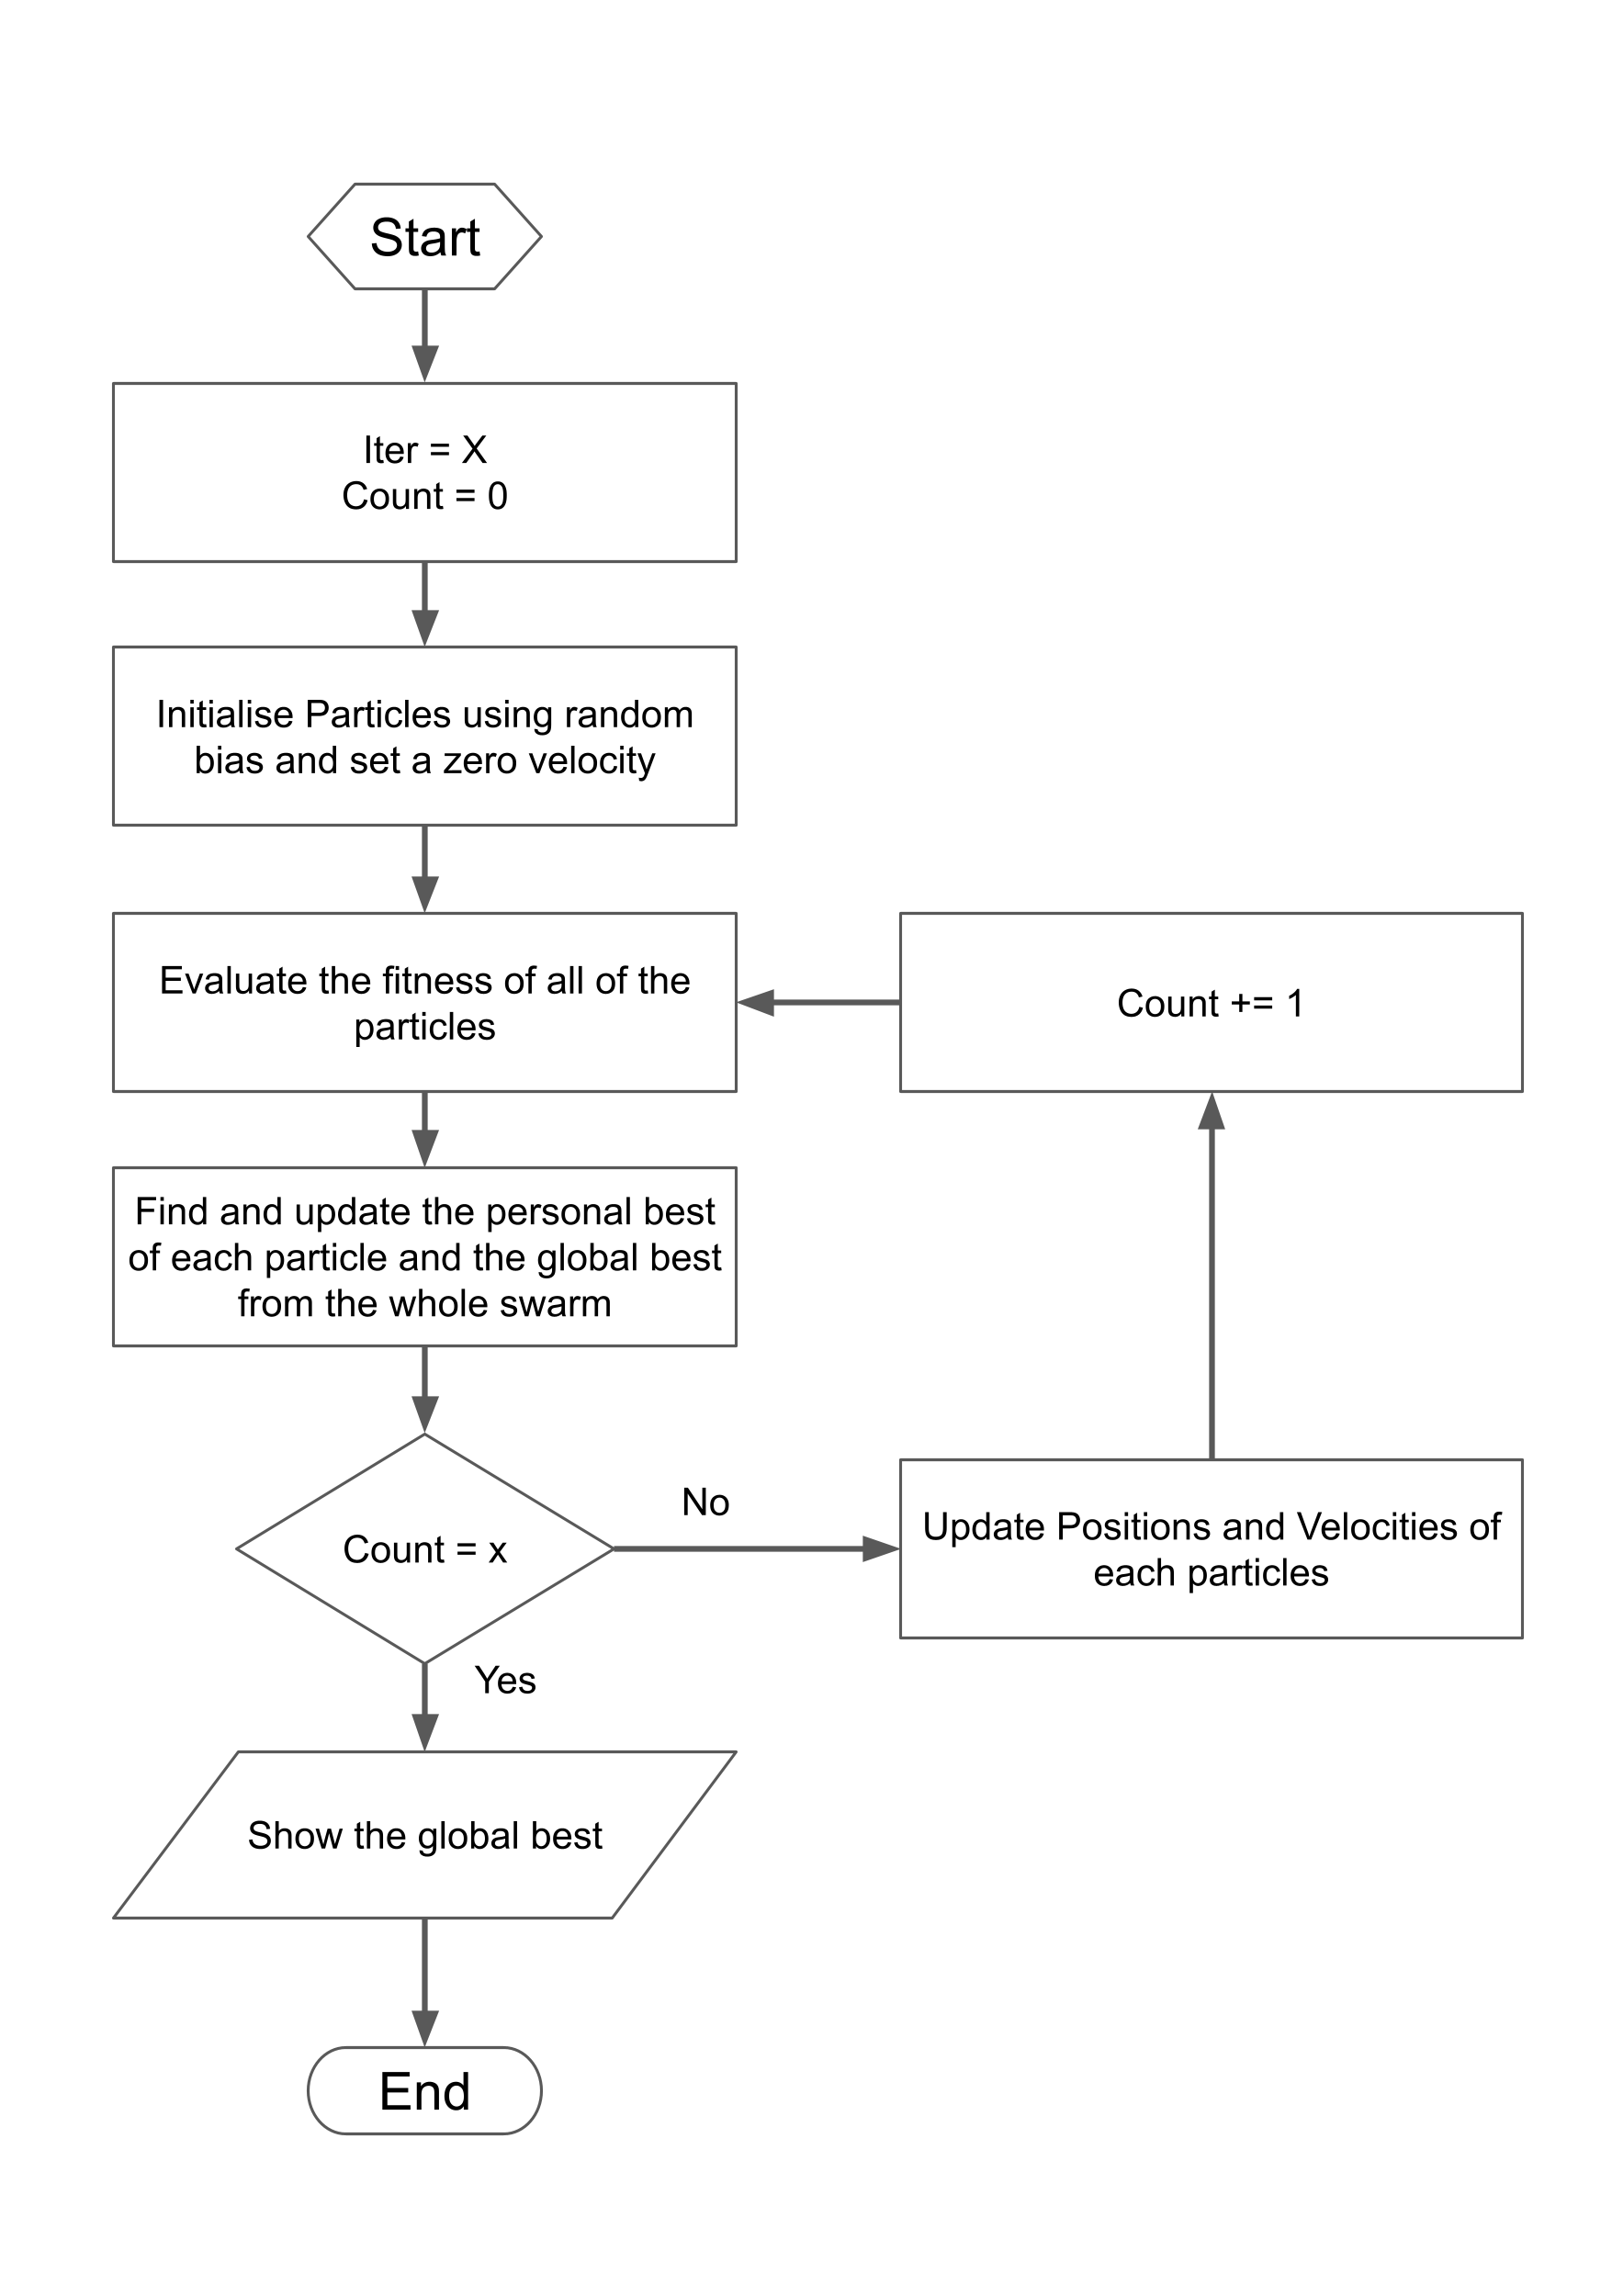 Start
Iter = X
Count = 0
Initialise Particles using random
bias and set a zero velocity
Evaluate the fitness of all of the
particles
Count += 1
Find and update the personal best
of each particle and the global best
from the whole swarm
Count = x
No
Update Positions and Velocities of
each particles
Yes
Show the global best
End